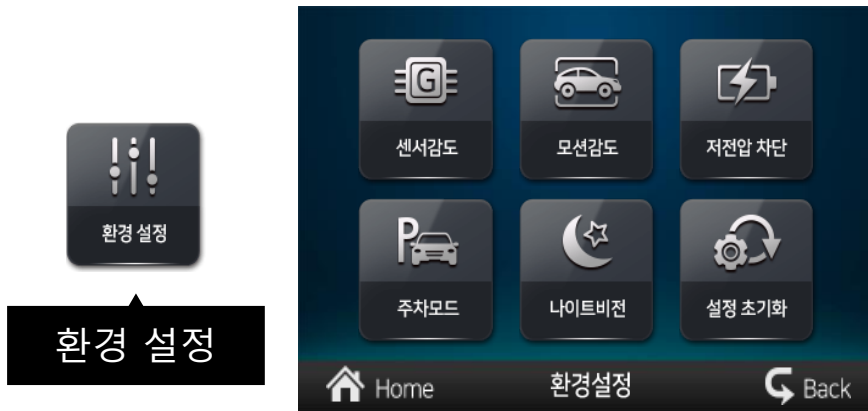 환경 설정
환경 설정
G
센서감도
모션감도
저전압 차단
P
주차모드
나이트비전
설정 초기화
Home
환경설정
Back